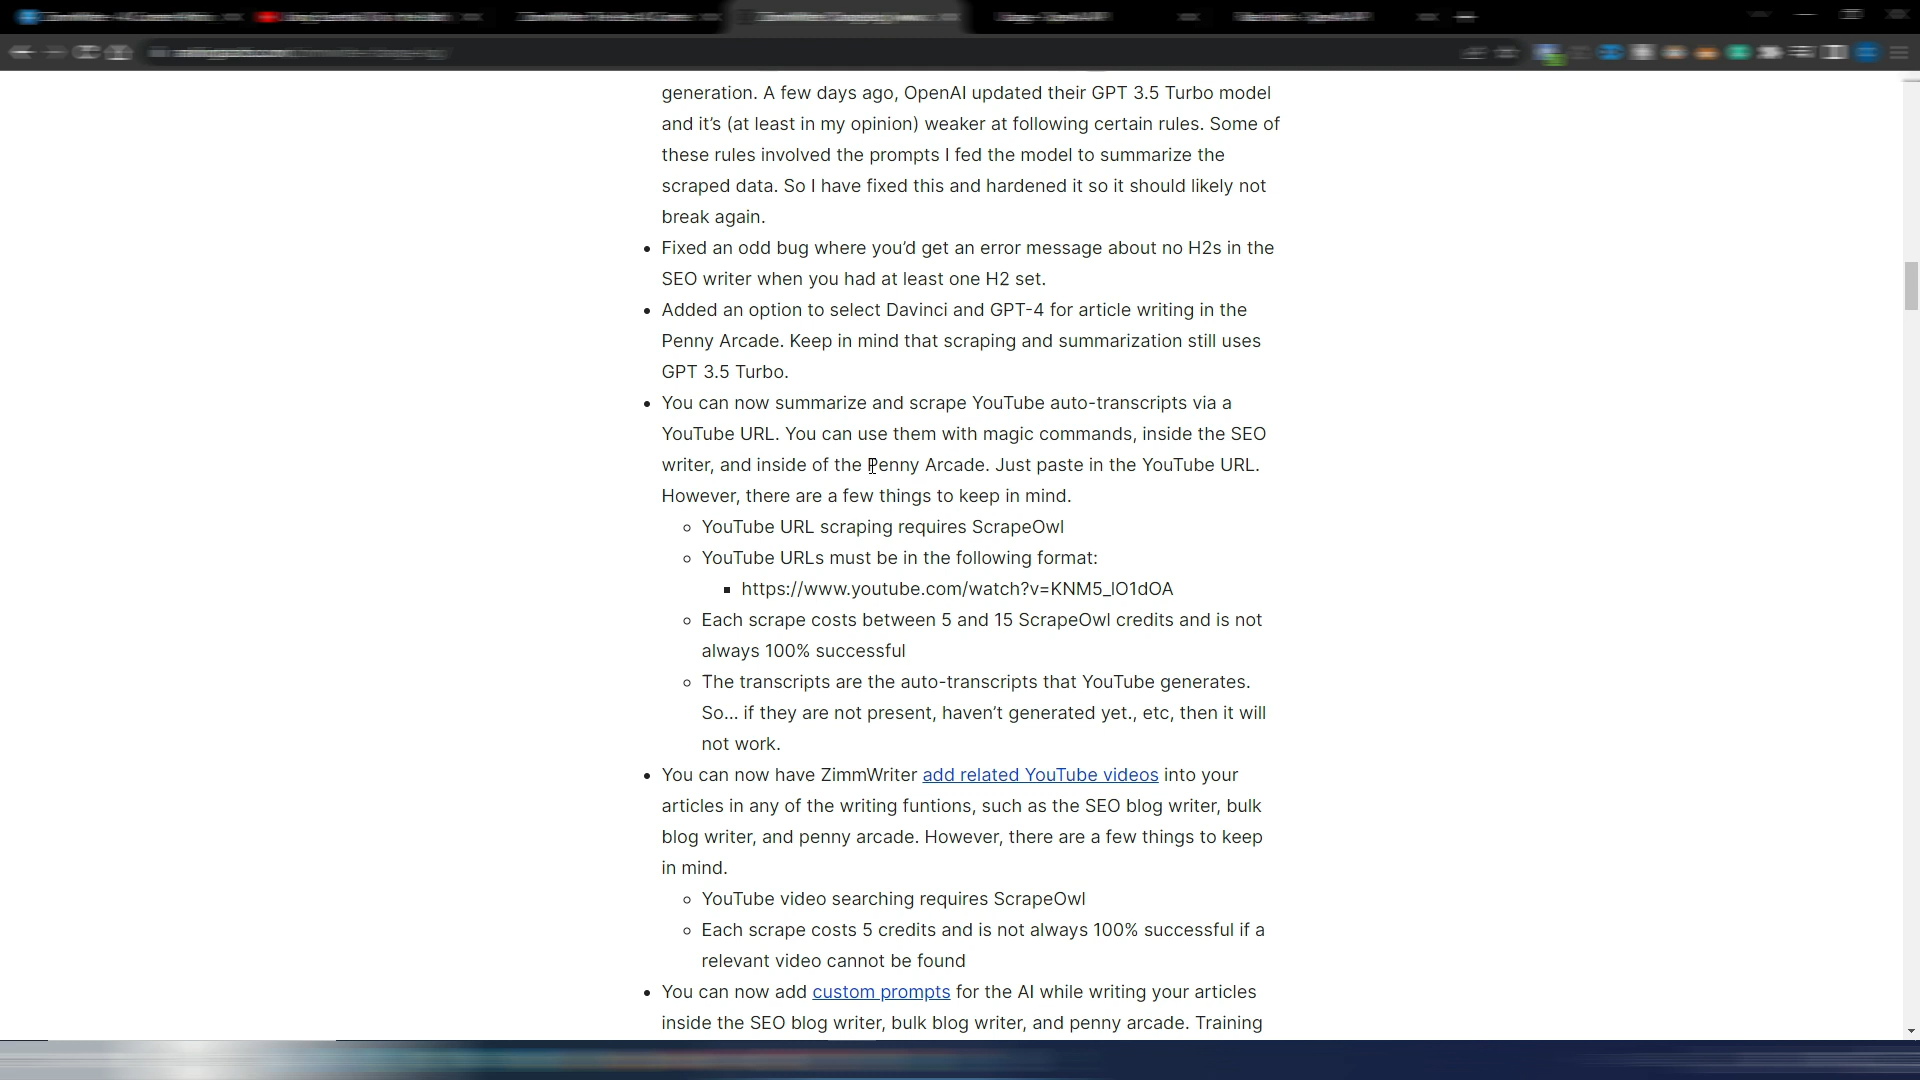 generation. A few days ago, OpenAI updated their GPT 3.5 Turbo model
and it’s (at least in my opinion) weaker at following certain rules. Some of
these rules involved the prompts I fed the model to summarize the
scraped data. So I have fixed this and hardened it so it should likely not
break again.
• Fixed an odd bug where you’d get an error message about no H2s in the
SEO writer when you had at least one H2 set.
• Added an option to select Davinci and GPT-4 for article writing in the
Penny Arcade. Keep in mind that scraping and summarization still uses
GPT 3.5 Turbo.
• You can now summarize and scrape YouTube auto-transcripts via a
YouTube URL. You can use them with magic commands, inside the SEO
writer, and inside of the Penny Arcade. Just paste in the YouTube URL.
However, there are a few things to keep in mind.
◦ YouTube URL scraping requires ScrapeOwl
◦ YouTube URLs must be in the following format:
▪ https://www.youtube.com/watch?v=KNM5_lO1dOA
◦ Each scrape costs between 5 and 15 ScrapeOwl credits and is not
always 100% successful
◦ The transcripts are the auto-transcripts that YouTube generates.
So… if they are not present, haven’t generated yet., etc, then it will
not work.
• You can now have ZimmWriter add related YouTube videos into your
articles in any of the writing funtions, such as the SEO blog writer, bulk
blog writer, and penny arcade. However, there are a few things to keep
in mind.
◦ YouTube video searching requires ScrapeOwl
◦ Each scrape costs 5 credits and is not always 100% successful if a
relevant video cannot be found
• You can now add custom prompts for the AI while writing your articles
inside the SEO blog writer, bulk blog writer, and penny arcade. Training